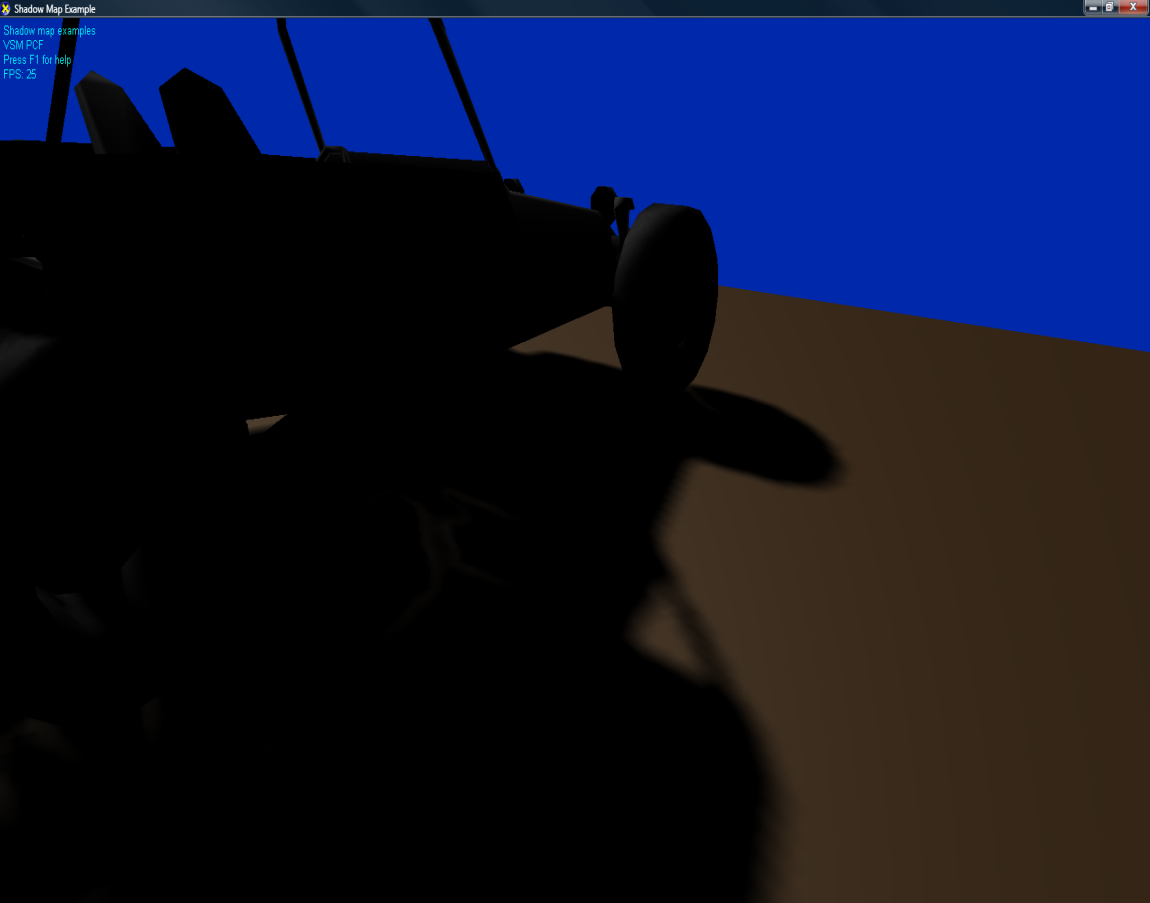 Shadow Map Example
Shadow map examples
VSM PCF
Press F1 for help
FPS: 25